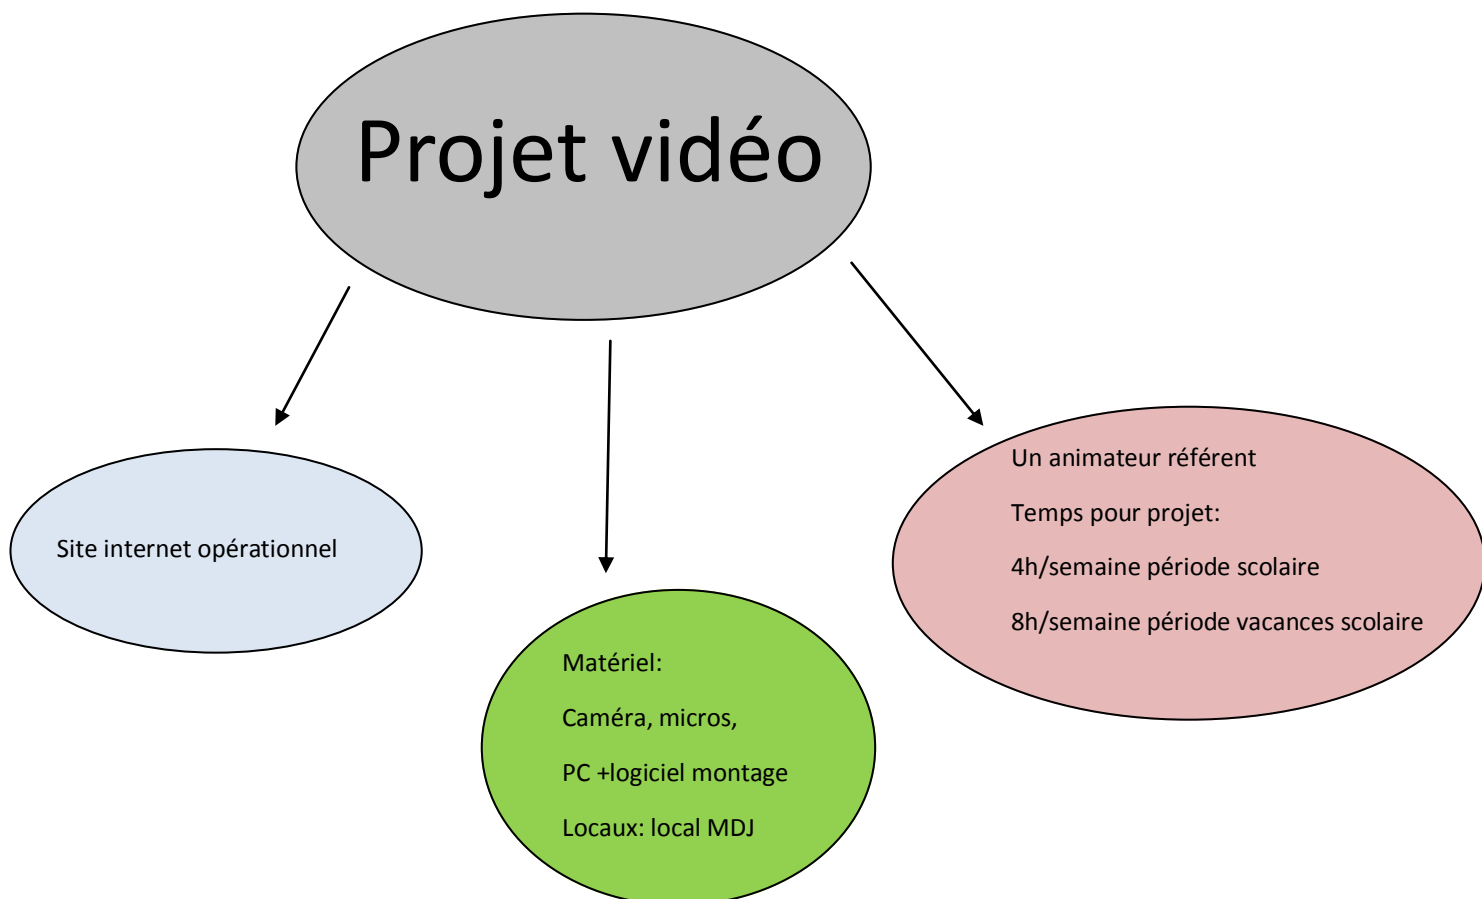 Projet vidéo
Site internet opérationnel
Matériel:
Caméra, micros,
PC +logiciel montage
Locaux: local MDJ
Un animateur référent
Temps pour projet:
4h/semaine période scolaire
8h/semaine période vacances scolaire